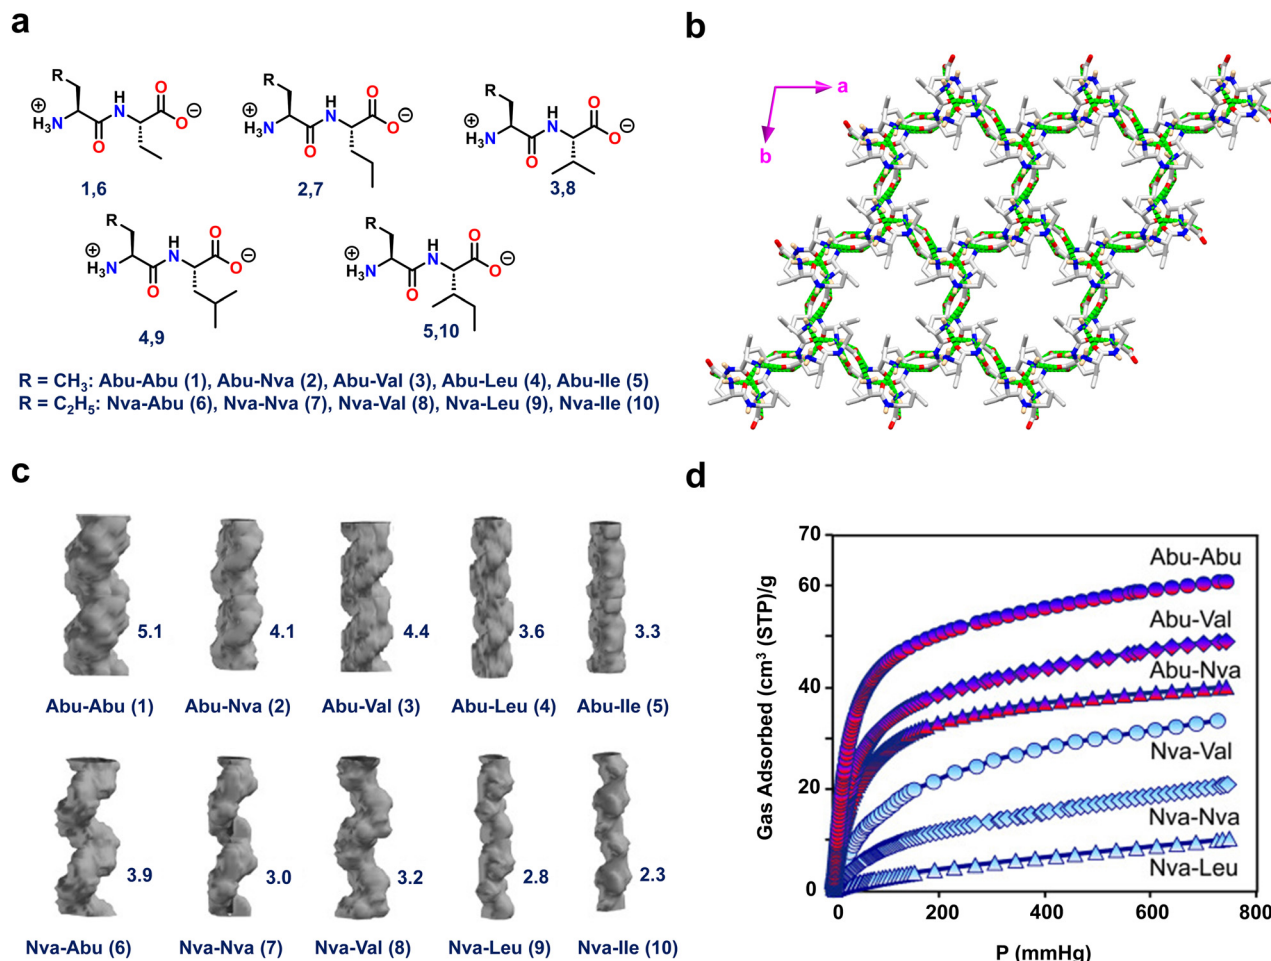 a
R
H
N
O
⊕
H₃N
O
O
⊖
1,6
R
H
N
O
⊕
H₃N
O
O
⊖
2,7
R
H
N
O
⊕
H₃N
O
O
⊖
3,8
R
H
N
O
⊕
H₃N
O
O
⊖
4,9
R
H
N
O
⊕
H₃N
O
O
⊖
5,10
R = CH₃: Abu-Abu (1), Abu-Nva (2), Abu-Val (3), Abu-Leu (4), Abu-Ile (5)
R = C₂H₅: Nva-Abu (6), Nva-Nva (7), Nva-Val (8), Nva-Leu (9), Nva-Ile (10)
b
a
b
c
5.1 4.1 4.4 3.6 3.3
Abu-Abu (1) Abu-Nva (2) Abu-Val (3) Abu-Leu (4) Abu-Ile (5)
3.9 3.0 3.2 2.8 2.3
Nva-Abu (6) Nva-Nva (7) Nva-Val (8) Nva-Leu (9) Nva-Ile (10)
d
Gas Adsorbed (cm³ (STP)/g
70
60
40
20
0
Abu-Abu
Abu-Val
Abu-Nva
Nva-Val
Nva-Nva
Nva-Leu
0 200 400 600 800
P (mmHg)